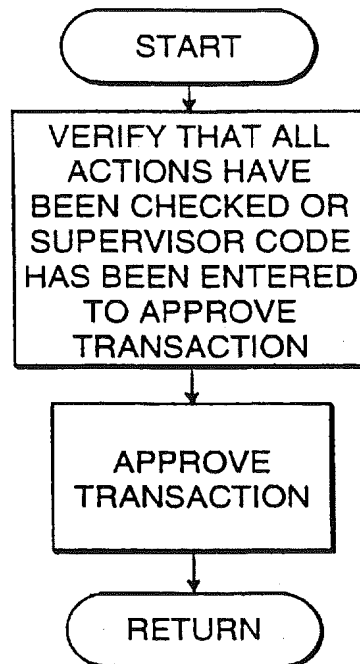 START
VERIFY THAT ALL
ACTIONS HAVE
BEEN CHECKED OR
SUPERVISOR CODE
HAS BEEN ENTERED
TO APPROVE
TRANSACTION
APPROVE
TRANSACTION
RETURN